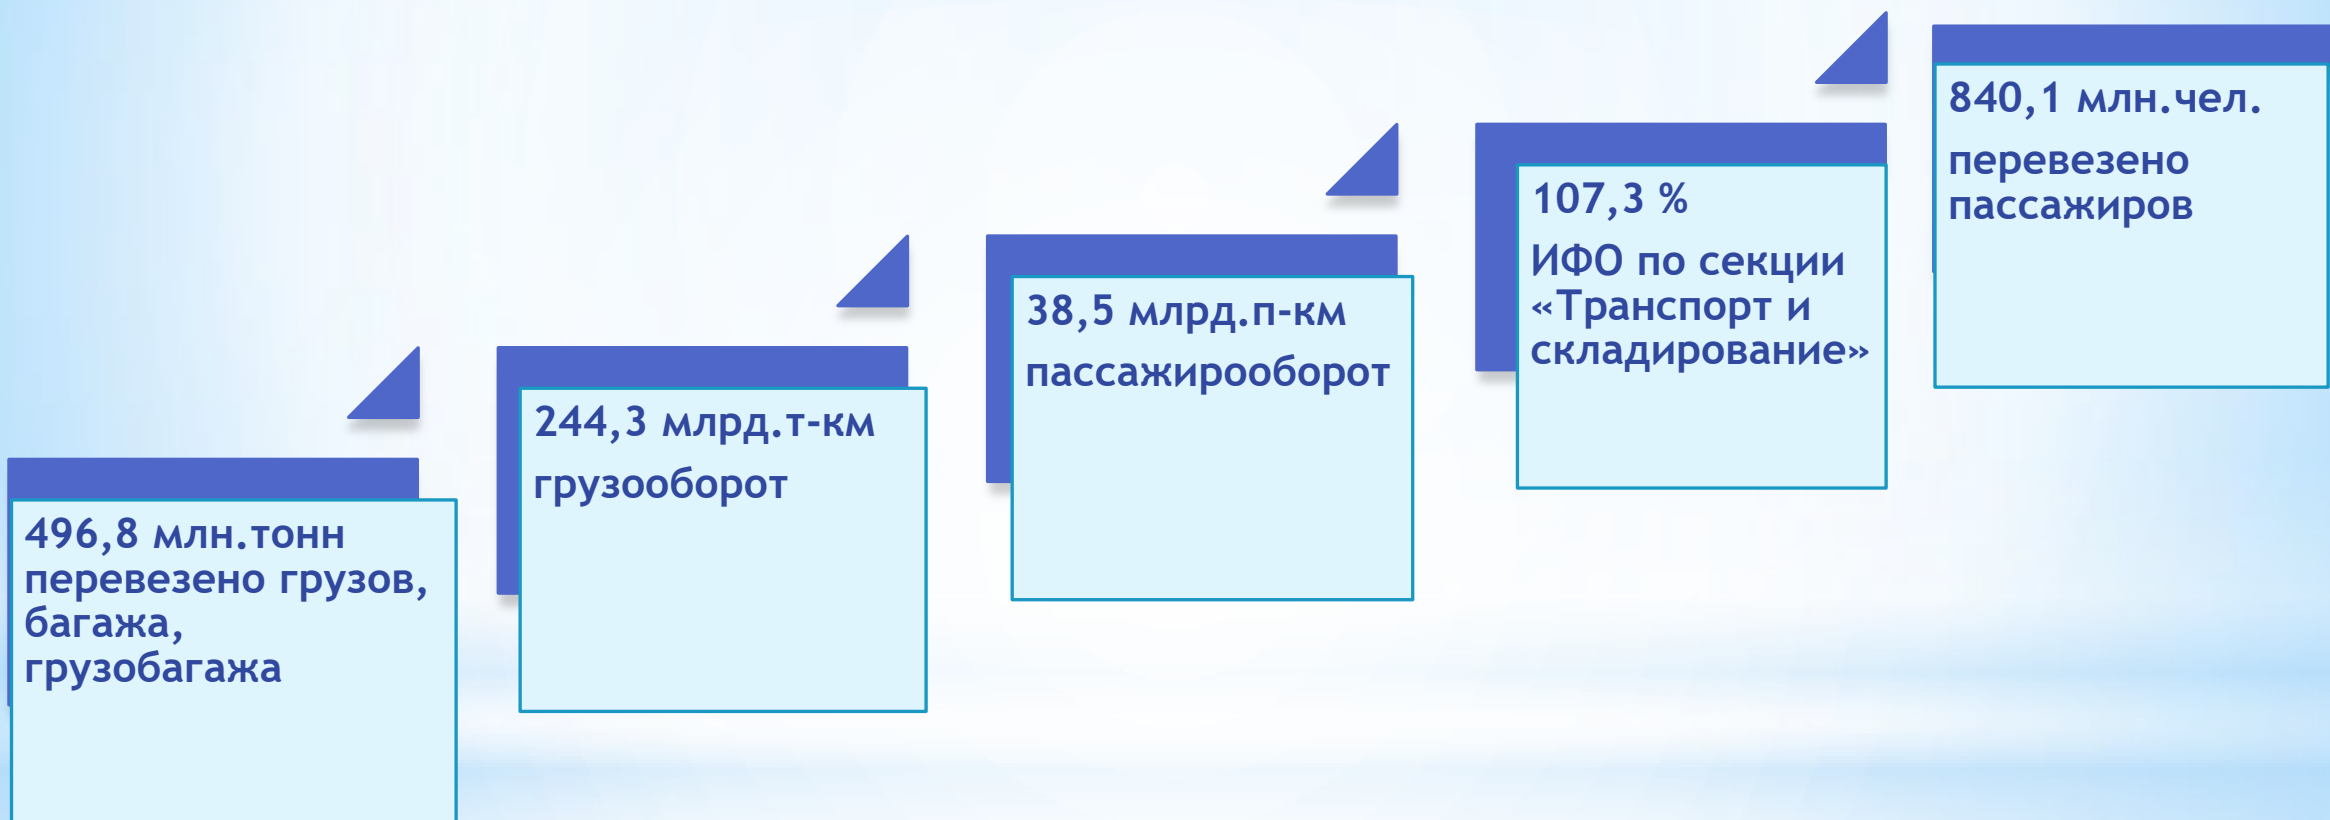 496,8 млн.тонн
перевезено грузов,
багажа,
грузобагажа
244,3 млрд.т-км
грузооборот
38,5 млрд.п-км
пассажирооборот
107,3 %
ИФО по секции
«Транспорт и
складирование»
840,1 млн.чел.
перевезено
пассажиров